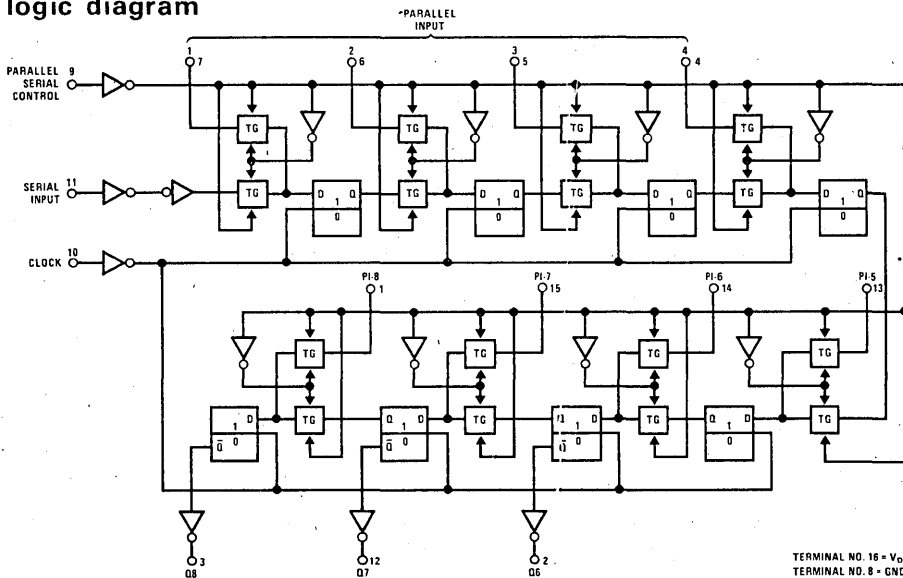 logic diagram
PARALLEL
INPUT
1
2
3
4
7
6
5
4
PARALLEL 9
SERIAL
CONTROL
TG
TG
TG
TG
SERIAL 11
INPUT
TG
D Q
1
0
TG
D Q
1
0
TG
D Q
1
0
TG
D Q
1
0
CLOCK 10
PI-8
1
PI-7
15
PI-6
14
PI-5
13
TG
TG
TG
TG
D
1
Q̅ 0
TG
Q D
1
Q̅ 0
TG
Q D
1
Q̅ 0
TG
Q D
1
0
TG
3
Q8
12
Q7
2
Q6
TERMINAL NO. 16 = VD
TERMINAL NO. 8 = GND